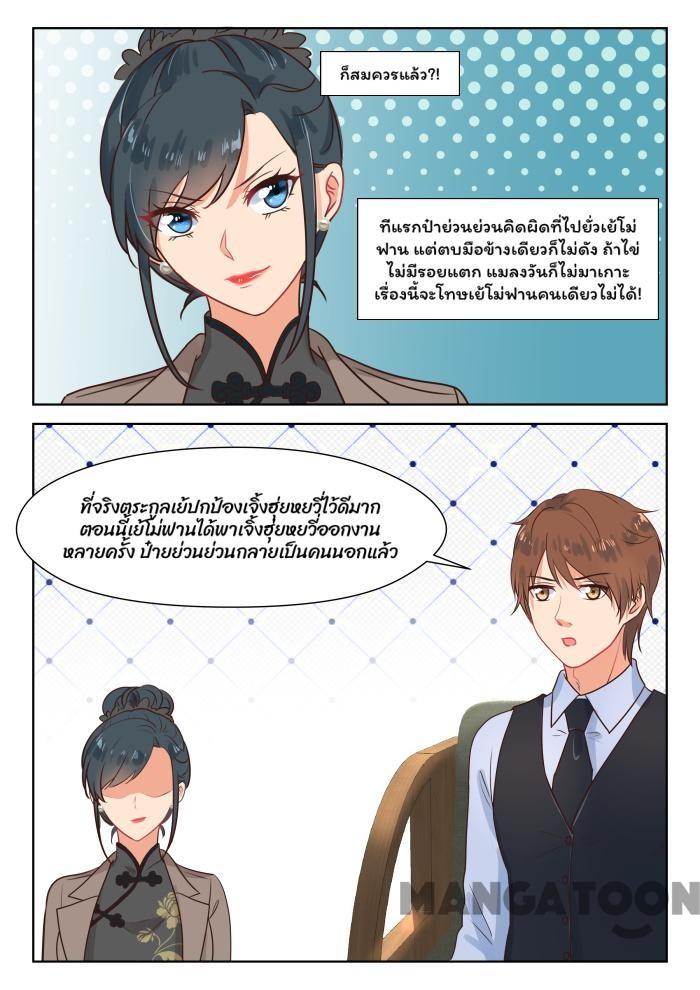 ก็สมควรแล้ว?!
ทีแรกป๋าย่วนย่วนคิดผิดที่ไปยั่วเย้โม่
ฟาน แต่ตบมือข้างเดียวก็ไม่ดัง ถ้าไข่
ไม่มีรอยแตก แมลงวันก็ไม่มาเกาะ
เรื่องนี้จะโทษเย้โม่ฟานคนเดียวไม่ได้!
ที่จริงตระกูลเย้ปกป้องเจิ้งฮุ่ยหยวี่ไว้ดีมาก
ตอนนี้เย้โม่ฟานได้พาเจิ้งฮุ่ยหยวี่ออกงาน
หลายครั้ง ป๋ายย่วนย่วนกลายเป็นคนนอกแล้ว
MANGATOON